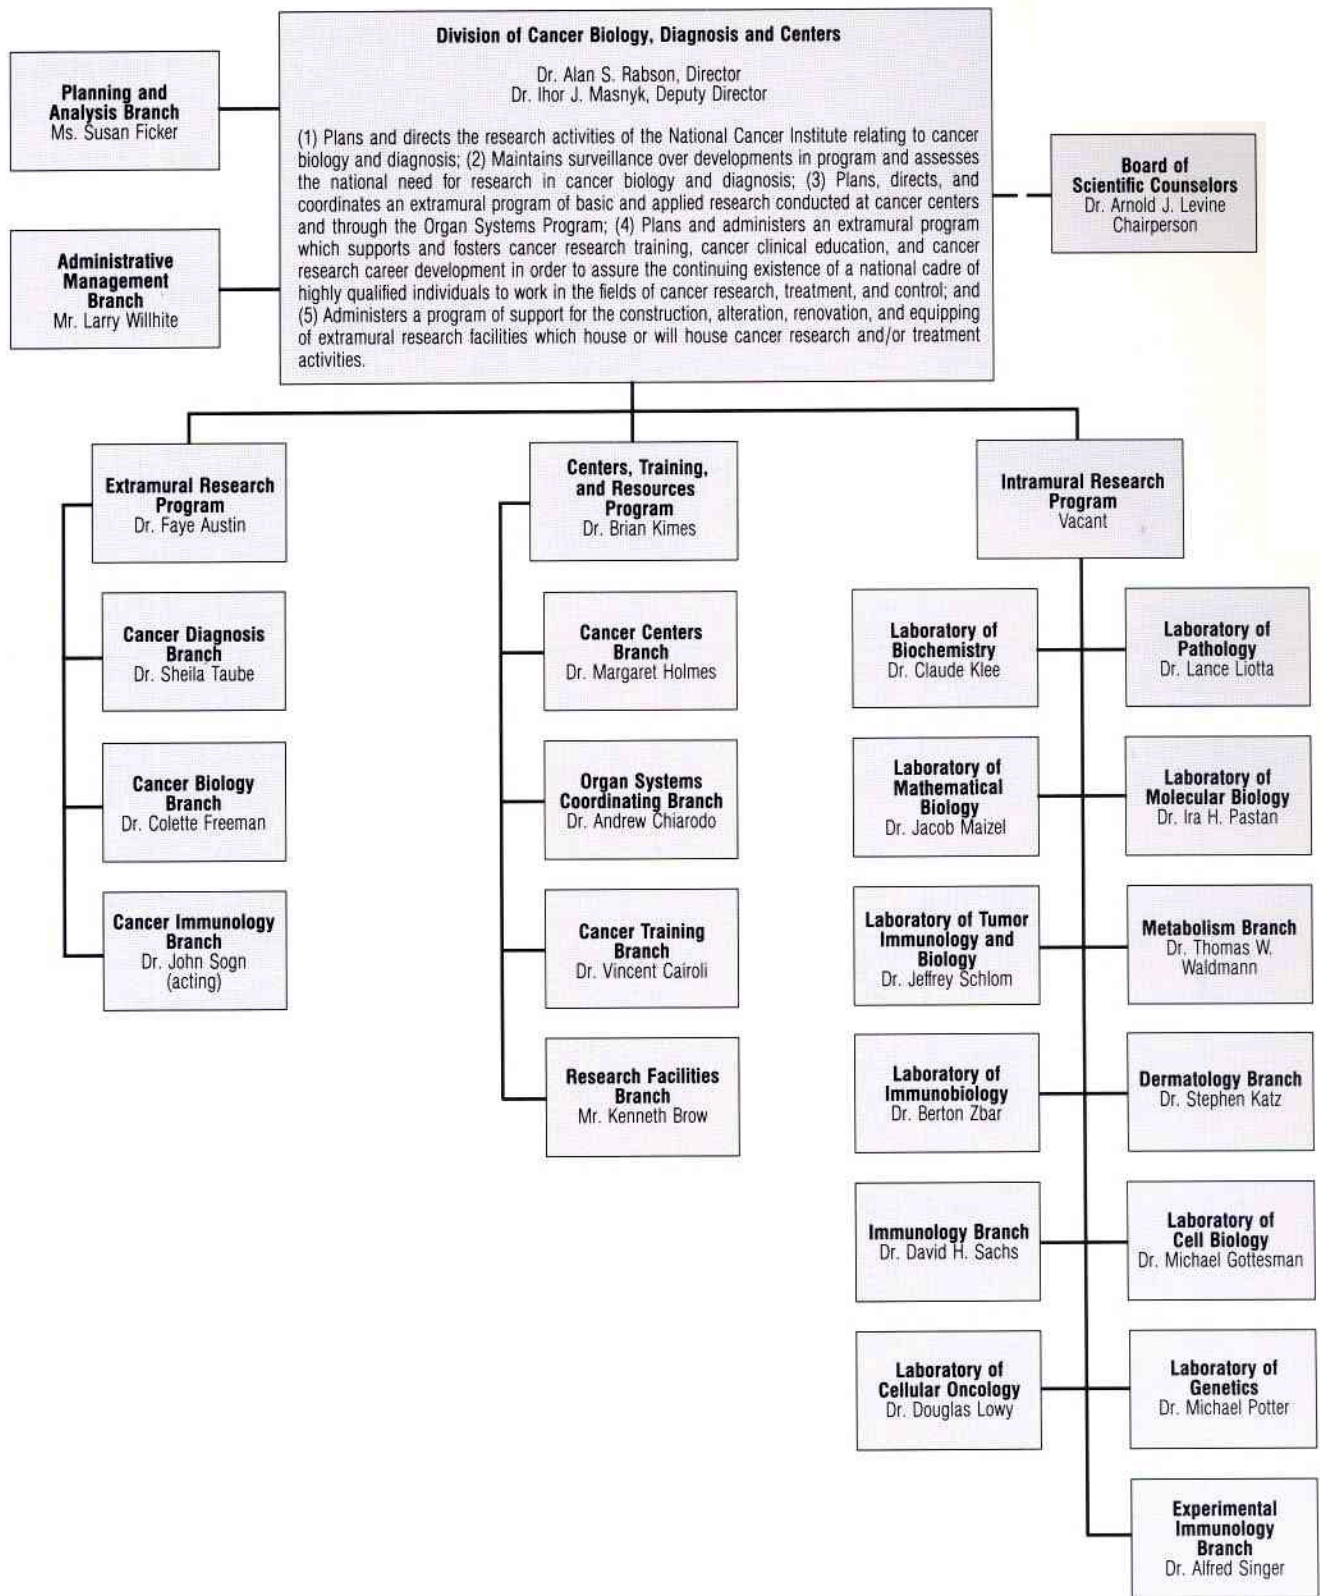 Division of Cancer Biology, Diagnosis and Centers
Dr. Alan S. Rabson, Director
Dr. Ihor J. Masnyk, Deputy Director
(1) Plans and directs the research activities of the National Cancer Institute relating to cancer
biology and diagnosis; (2) Maintains surveillance over developments in program and assesses
the national need for research in cancer biology and diagnosis; (3) Plans, directs, and
coordinates an extramural program of basic and applied research conducted at cancer centers
and through the Organ Systems Program; (4) Plans and administers an extramural program
which supports and fosters cancer research training, cancer clinical education, and cancer
research career development in order to assure the continuing existence of a national cadre of
highly qualified individuals to work in the fields of cancer research, treatment, and control; and
(5) Administers a program of support for the construction, alteration, renovation, and equipping
of extramural research facilities which house or will house cancer research and/or treatment
activities.
Planning and
Analysis Branch
Ms. Susan Ficker
Administrative
Management
Branch
Mr. Larry Willhite
Board of
Scientific Counselors
Dr. Arnold J. Levine
Chairperson
Extramural Research
Program
Dr. Faye Austin
Cancer Diagnosis
Branch
Dr. Sheila Taube
Cancer Biology
Branch
Dr. Colette Freeman
Cancer Immunology
Branch
Dr. John Sogn
(acting)
Centers, Training,
and Resources
Program
Dr. Brian Kimes
Cancer Centers
Branch
Dr. Margaret Holmes
Organ Systems
Coordinating Branch
Dr. Andrew Chiarodo
Cancer Training
Branch
Dr. Vincent Cairoli
Research Facilities
Branch
Mr. Kenneth Brow
Intramural Research
Program
Vacant
Laboratory of
Biochemistry
Dr. Claude Klee
Laboratory of
Pathology
Dr. Lance Liotta
Laboratory of
Mathematical
Biology
Dr. Jacob Maizel
Laboratory of
Molecular Biology
Dr. Ira H. Pastan
Laboratory of Tumor
Immunology and
Biology
Dr. Jeffrey Schlom
Metabolism Branch
Dr. Thomas W.
Waldmann
Laboratory of
Immunobiology
Dr. Berton Zbar
Dermatology Branch
Dr. Stephen Katz
Immunology Branch
Dr. David H. Sachs
Laboratory of
Cell Biology
Dr. Michael Gottesman
Laboratory of
Cellular Oncology
Dr. Douglas Lowy
Laboratory of
Genetics
Dr. Michael Potter
Experimental
Immunology
Branch
Dr. Alfred Singer